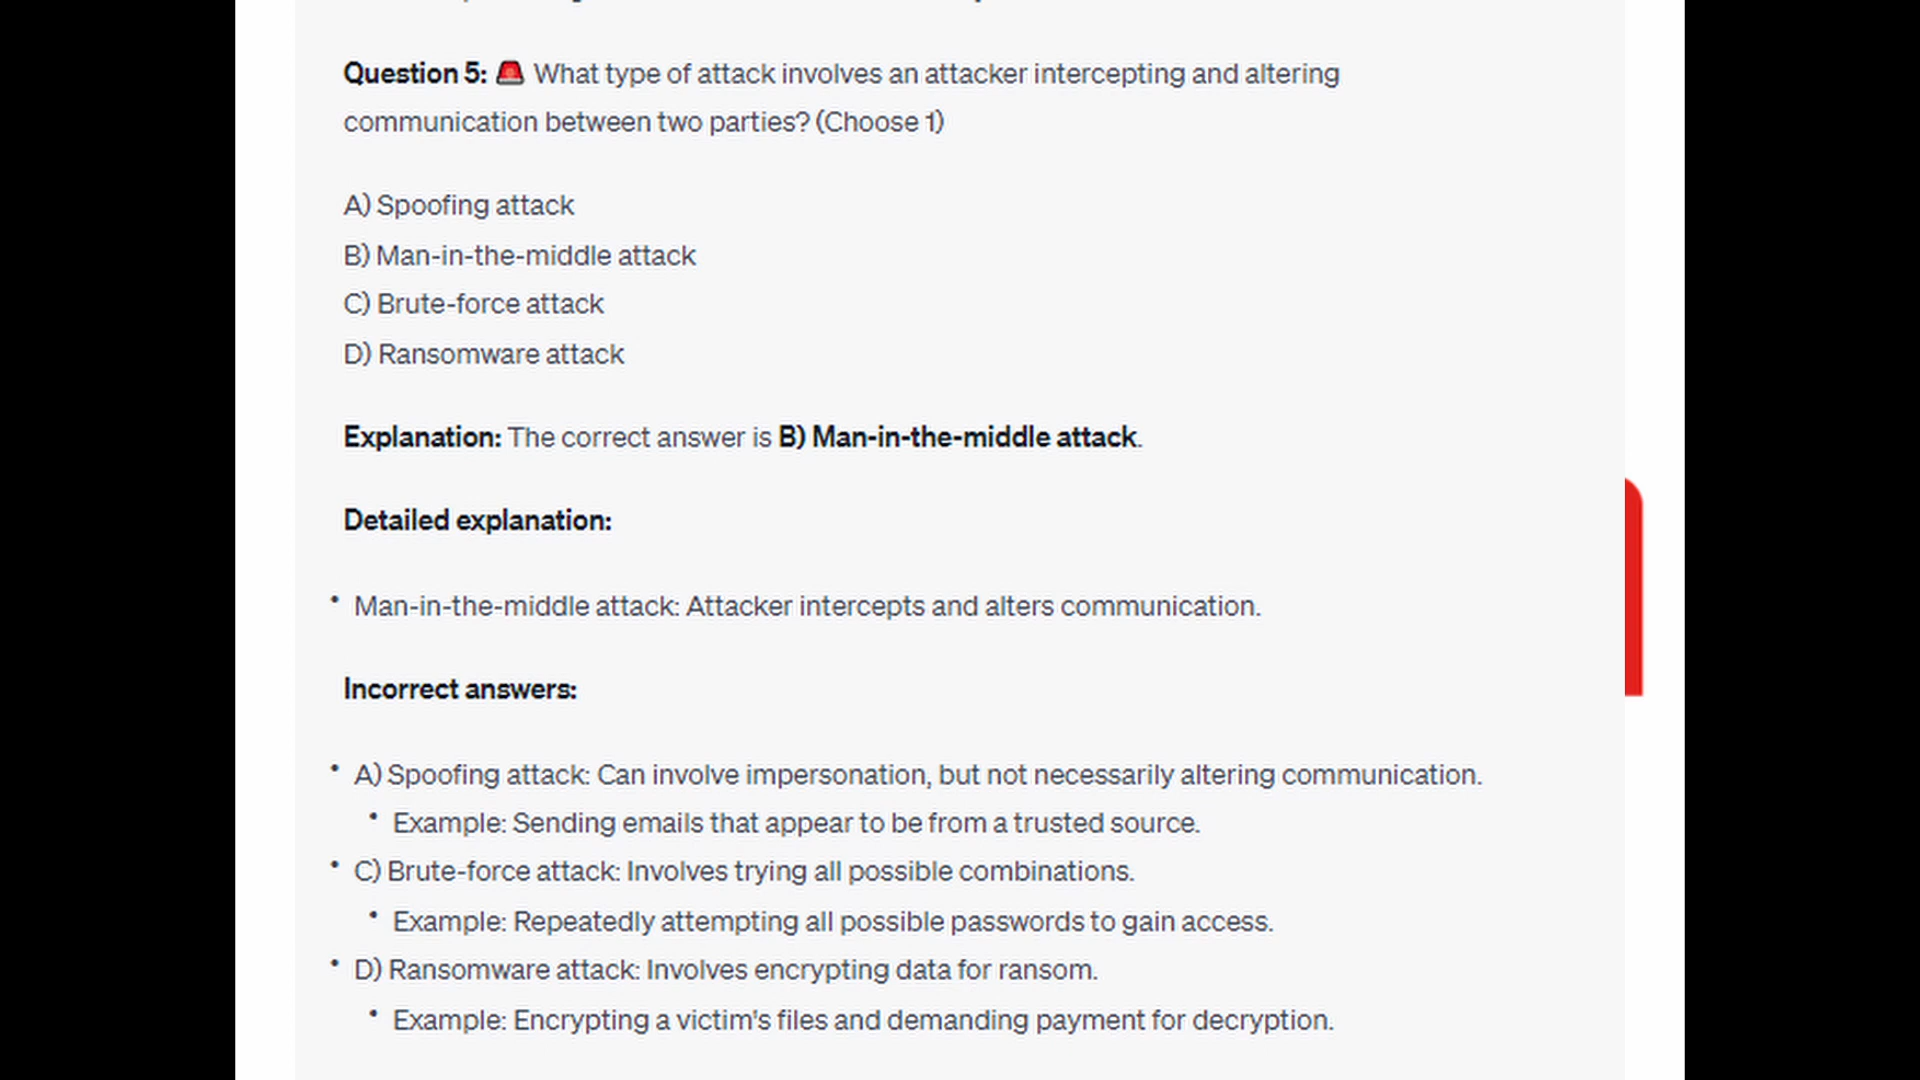 Question 5: 🚨 What type of attack involves an attacker intercepting and altering
communication between two parties? (Choose 1)
A) Spoofing attack
B) Man-in-the-middle attack
C) Brute-force attack
D) Ransomware attack
Explanation: The correct answer is B) Man-in-the-middle attack.
Detailed explanation:
• Man-in-the-middle attack: Attacker intercepts and alters communication.
Incorrect answers:
• A) Spoofing attack: Can involve impersonation, but not necessarily altering communication.
• Example: Sending emails that appear to be from a trusted source.
• C) Brute-force attack: Involves trying all possible combinations.
• Example: Repeatedly attempting all possible passwords to gain access.
• D) Ransomware attack: Involves encrypting data for ransom.
• Example: Encrypting a victim's files and demanding payment for decryption.